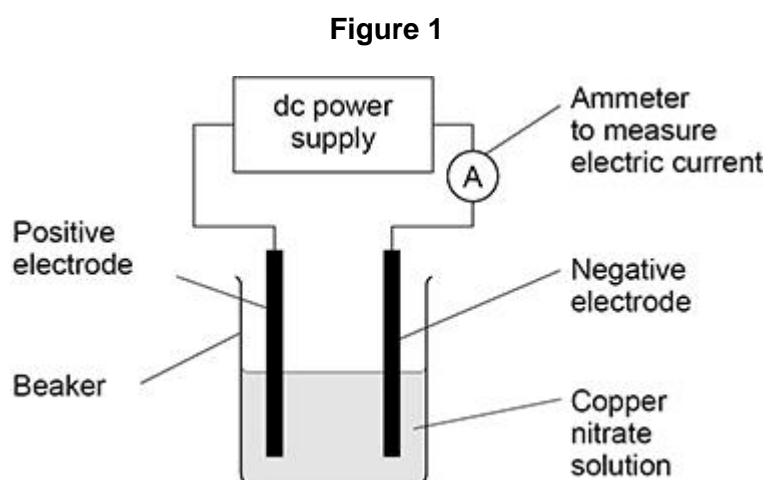 Figure 1
dc power
supply
Ammeter
to measure
electric current
A
Positive
electrode
Negative
electrode
Beaker
Copper
nitrate
solution